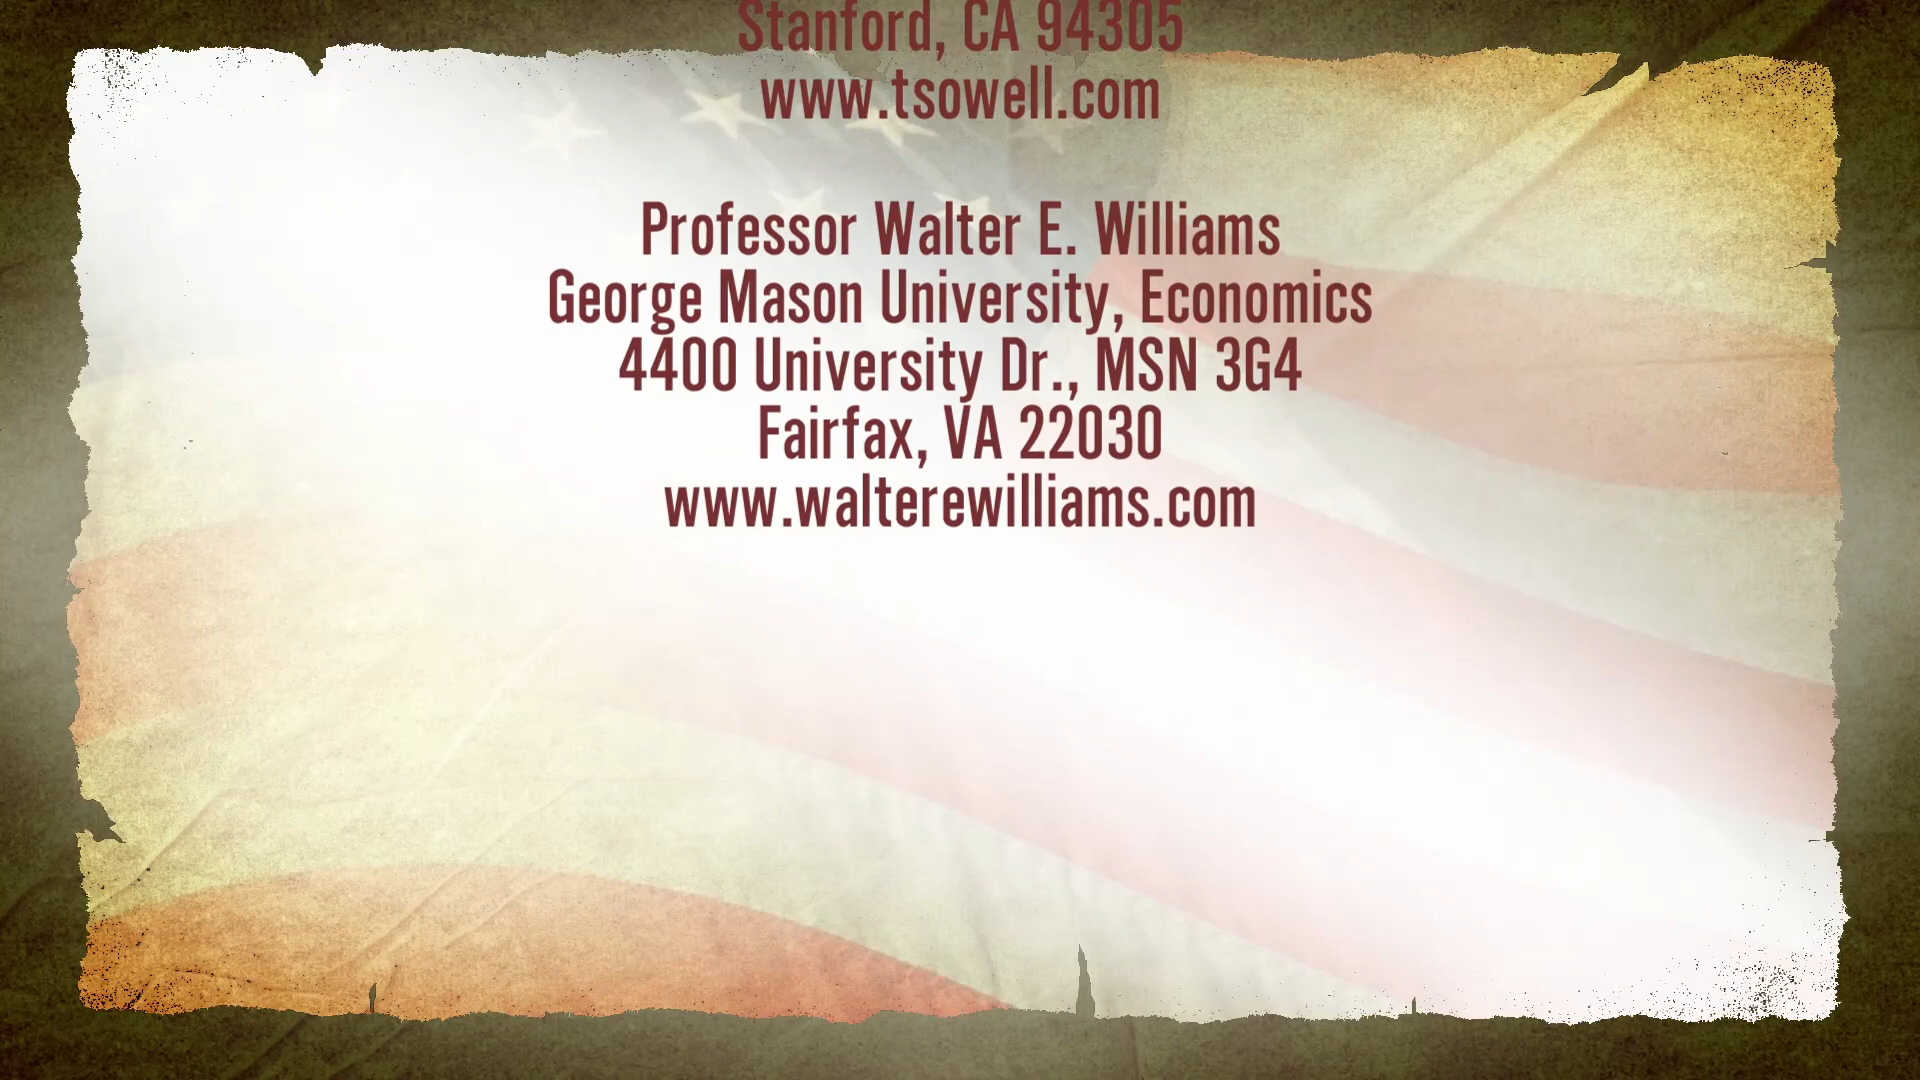 Stanford, CA 94305
www.tsowell.com
Professor Walter E. Williams
George Mason University, Economics
4400 University Dr., MSN 3G4
Fairfax, VA 22030
www.walterewilliams.com